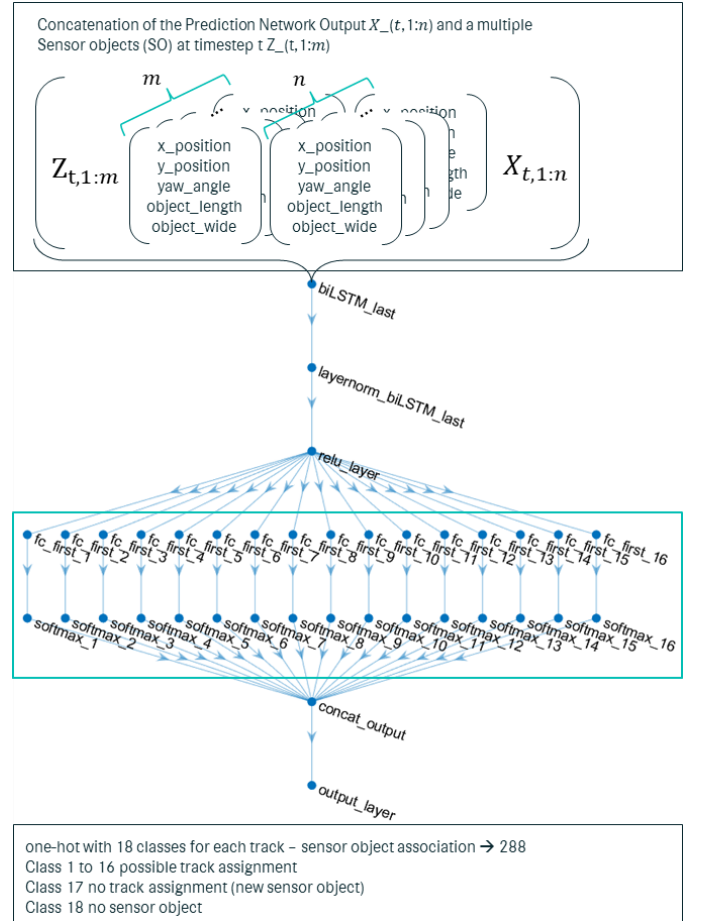 Concatenation of the Prediction Network Output X_(t,1:n) and a multiple
Sensor objects (SO) at timestep t Z_(t,1:m)
m
n
... x_position
... x_position
Z_{t,1:m}
x_position
y_position
yaw_angle
object_length
object_wide
x_position
y_position
yaw_angle
object_length
object_wide
X_{t,1:n}
biLSTM_last
layernorm_biLSTM_last
relu_layer
fc_first_1
fc_first_2
fc_first_3
fc_first_4
fc_first_5
fc_first_6
fc_first_7
fc_first_8
fc_first_9
fc_first_10
fc_first_11
fc_first_12
fc_first_13
fc_first_14
fc_first_15
fc_first_16
softmax_1
softmax_2
softmax_3
softmax_4
softmax_5
softmax_6
softmax_7
softmax_8
softmax_9
softmax_10
softmax_11
softmax_12
softmax_13
softmax_14
softmax_15
softmax_16
concat_output
output_layer
one-hot with 18 classes for each track – sensor object association → 288
Class 1 to 16 possible track assignment
Class 17 no track assignment (new sensor object)
Class 18 no sensor object